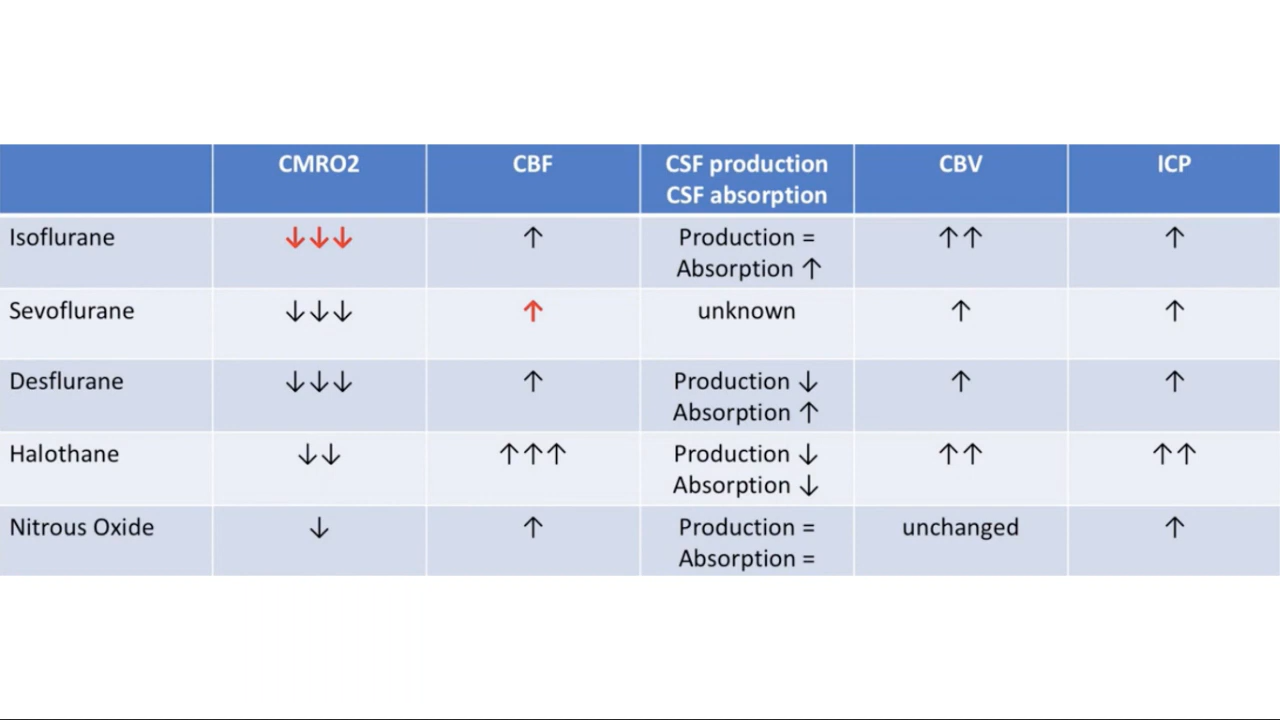 CMRO2 CBF CSF production CBV ICP
CSF absorption
Isoflurane ↓↓↓ ↑ Production = ↑↑ ↑
Absorption ↑
Sevoflurane ↓↓↓ ↑ unknown ↑ ↑
Desflurane ↓↓↓ ↑ Production ↓ ↑ ↑
Absorption ↑
Halothane ↓↓ ↑↑↑ Production ↓ ↑↑ ↑↑
Absorption ↓
Nitrous Oxide ↓ ↑ Production = unchanged ↑
Absorption =